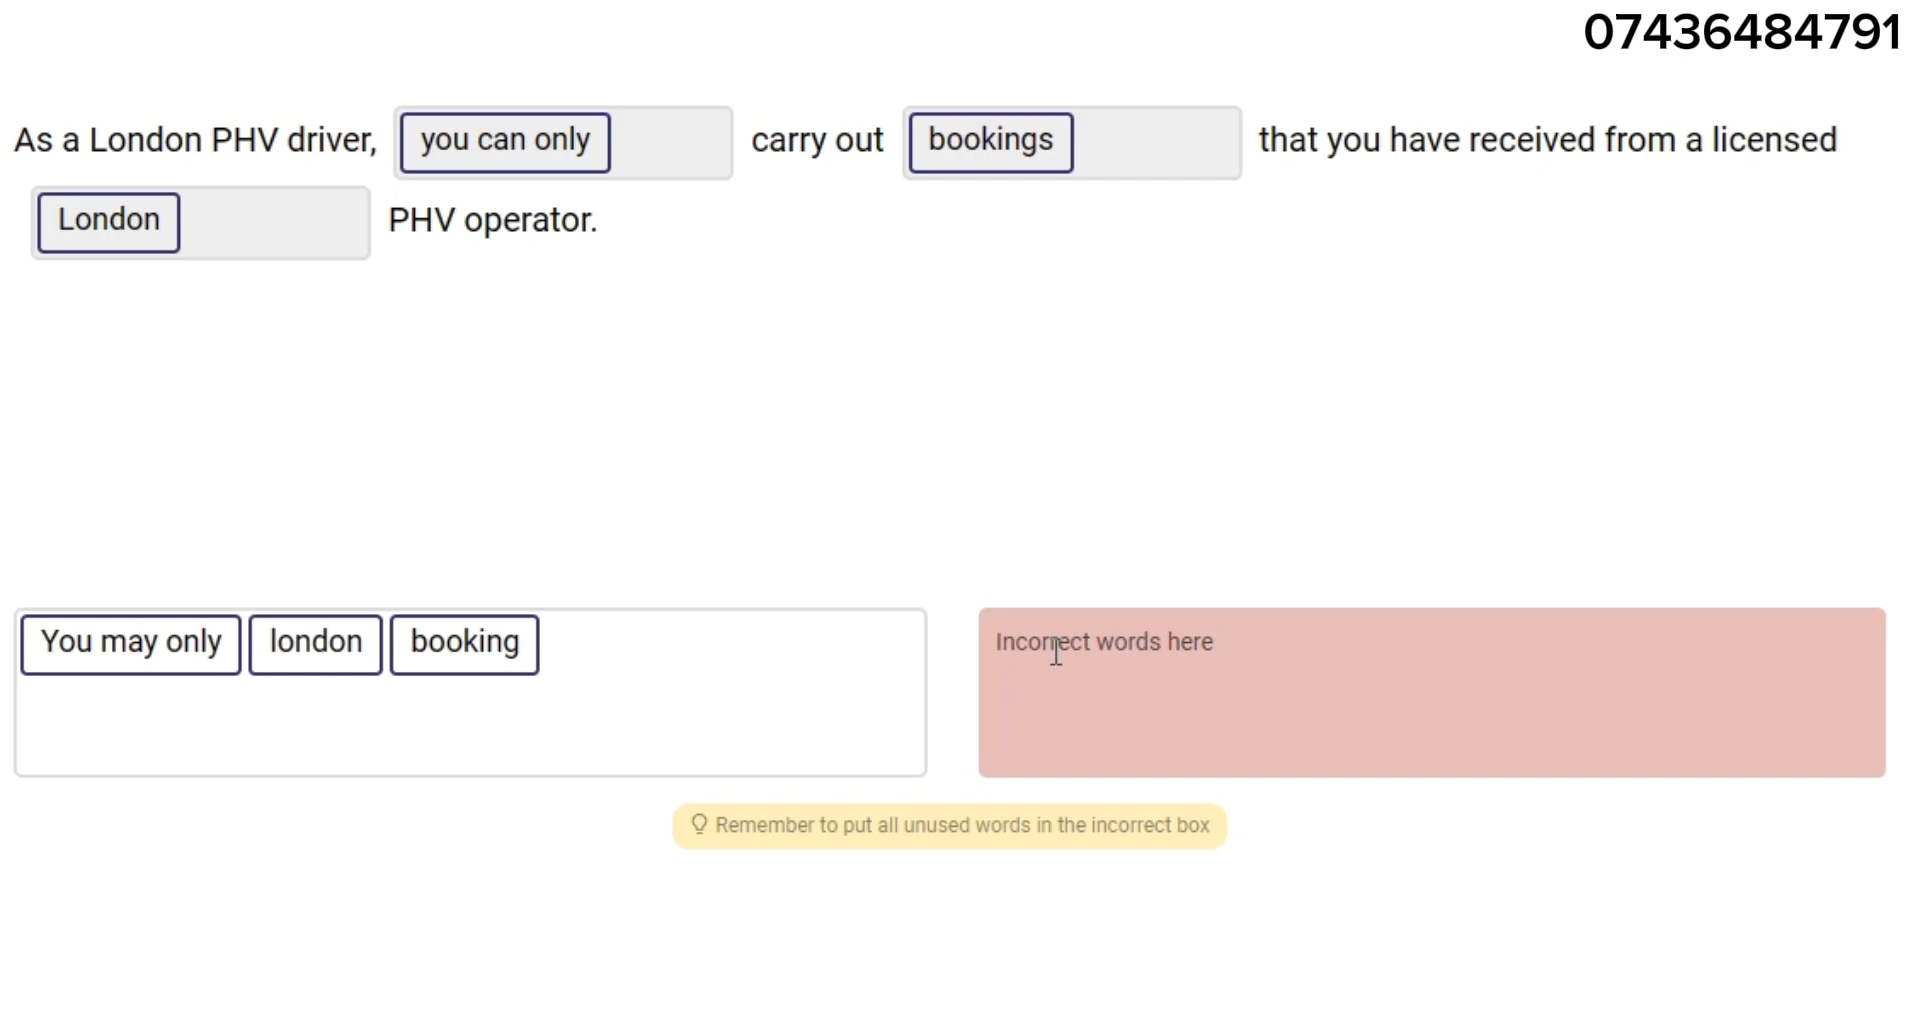 07436484791
As a London PHV driver, you can only carry out bookings that you have received from a licensed
London PHV operator.
You may only london booking
Incorrect words here
Remember to put all unused words in the incorrect box